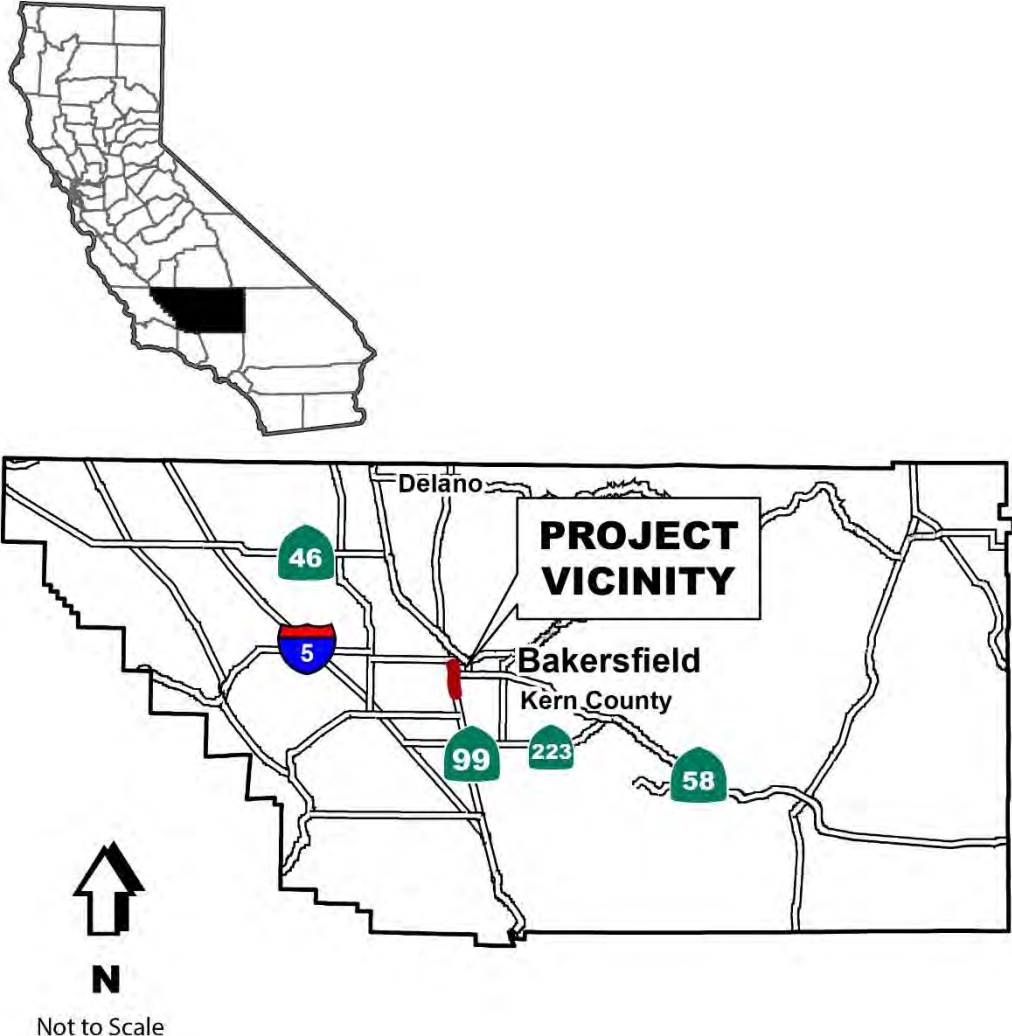 Delano
PROJECT
VICINITY
46
5
Bakersfield
Kern County
99
223
58
N
Not to Scale